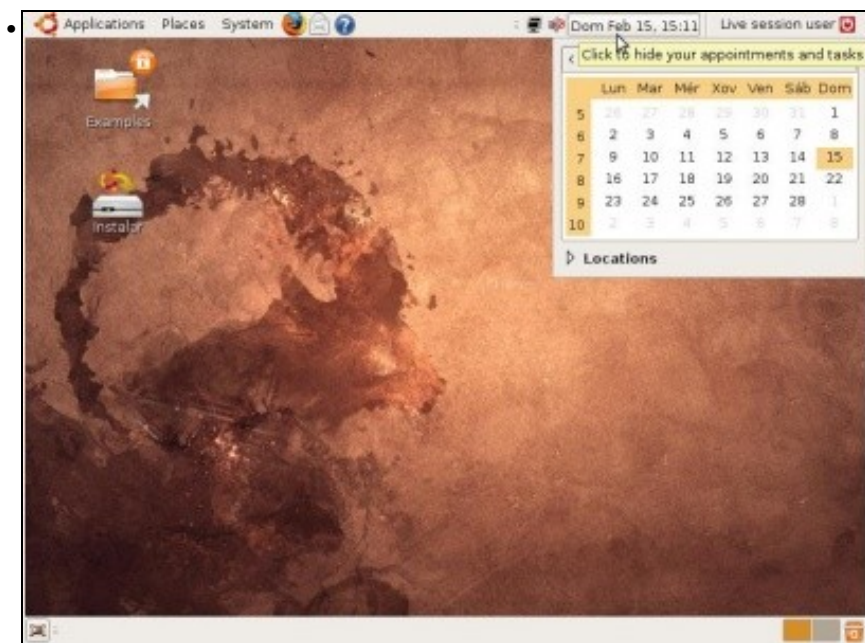 Applications Places System Dom Feb 15, 15:11 Live session user
Click to hide your appointments and tasks
Lun Mar Mér Xov Ven Sáb Dom
5 26 27 28 29 30 31 1
6 2 3 4 5 6 7 8
7 9 10 11 12 13 14 15
8 16 17 18 19 20 21 22
9 23 24 25 26 27 28 1
10 2 3 4 5 6 7 8
Locations
Examples
Instalar